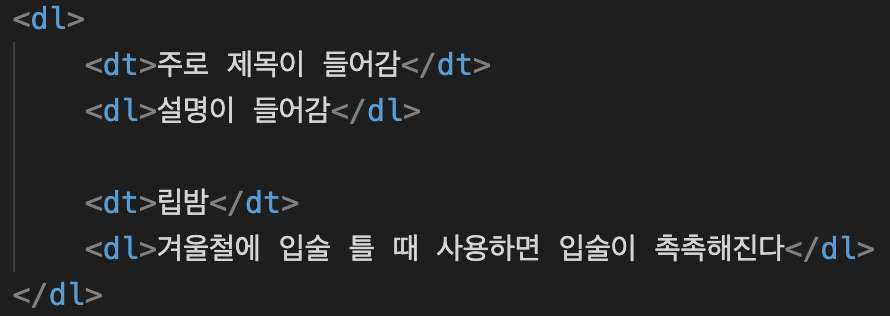 <dl>
<dt>주로 제목이 들어감</dt>
<dl>설명이 들어감</dl>
<dt>립밤</dt>
<dl>겨울철에 입술 틀 때 사용하면 입술이 촉촉해진다</dl>
</dl>